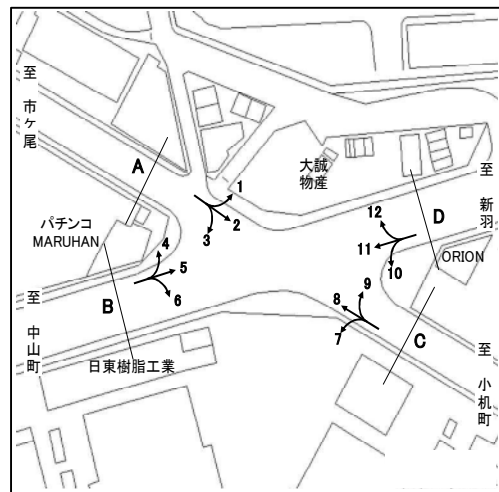 至 市ヶ尾
A
大誠
物産
至 新羽
パチンコ
MARUHAN
1
2
3
4
5
6
12
11
10
D
ORION
B
8
9
7
C
至 中山町
日東樹脂工業
至 小机町